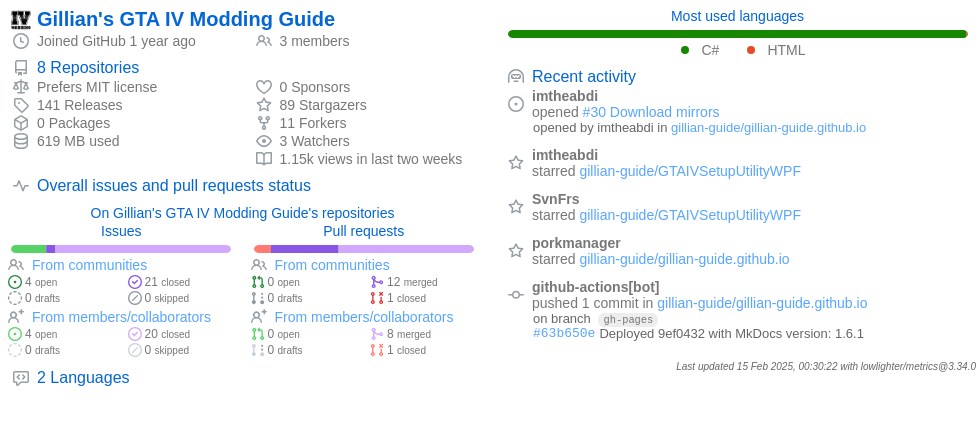 Gillian's GTA IV Modding Guide
Joined GitHub 1 year ago
3 members
8 Repositories
Prefers MIT license
0 Sponsors
141 Releases
89 Stargazers
0 Packages
11 Forkers
619 MB used
3 Watchers
1.15k views in last two weeks
Overall issues and pull requests status
On Gillian's GTA IV Modding Guide's repositories
Issues
From communities
4 open
21 closed
0 drafts
0 skipped
From members/collaborators
4 open
20 closed
0 drafts
0 skipped
Pull requests
From communities
0 open
12 merged
0 drafts
1 closed
From members/collaborators
0 open
8 merged
0 drafts
1 closed
2 Languages
Most used languages
C#
HTML
Recent activity
imtheabdi
opened #30 Download mirrors
opened by imtheabdi in gillian-guide/gillian-guide.github.io
imtheabdi
starred gillian-guide/GTAIVSetupUtilityWPF
SvnFrs
starred gillian-guide/GTAIVSetupUtilityWPF
porkmanager
starred gillian-guide/gillian-guide.github.io
github-actions[bot]
pushed 1 commit in gillian-guide/gillian-guide.github.io
on branch gh-pages
#63b650e Deployed 9ef0432 with MkDocs version: 1.6.1
Last updated 15 Feb 2025, 00:30:22 with lowlighter/metrics@3.34.0